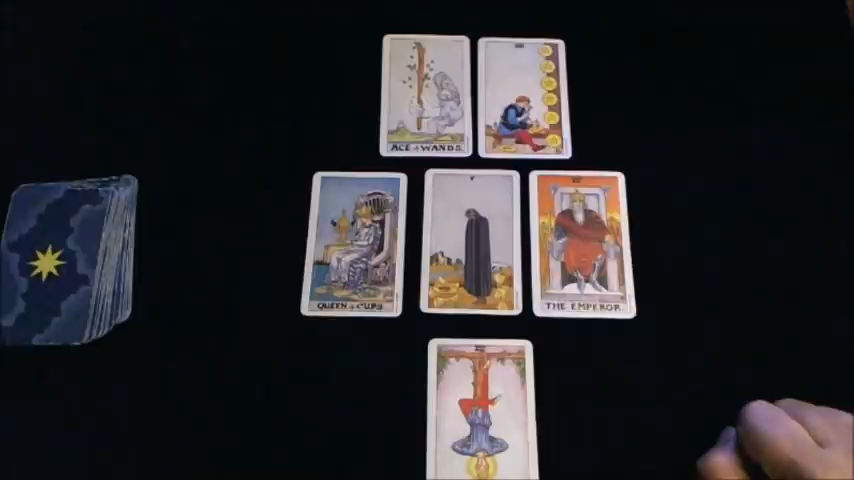 ACE of WANDS.
QUEEN of CUPS.
THE EMPEROR.